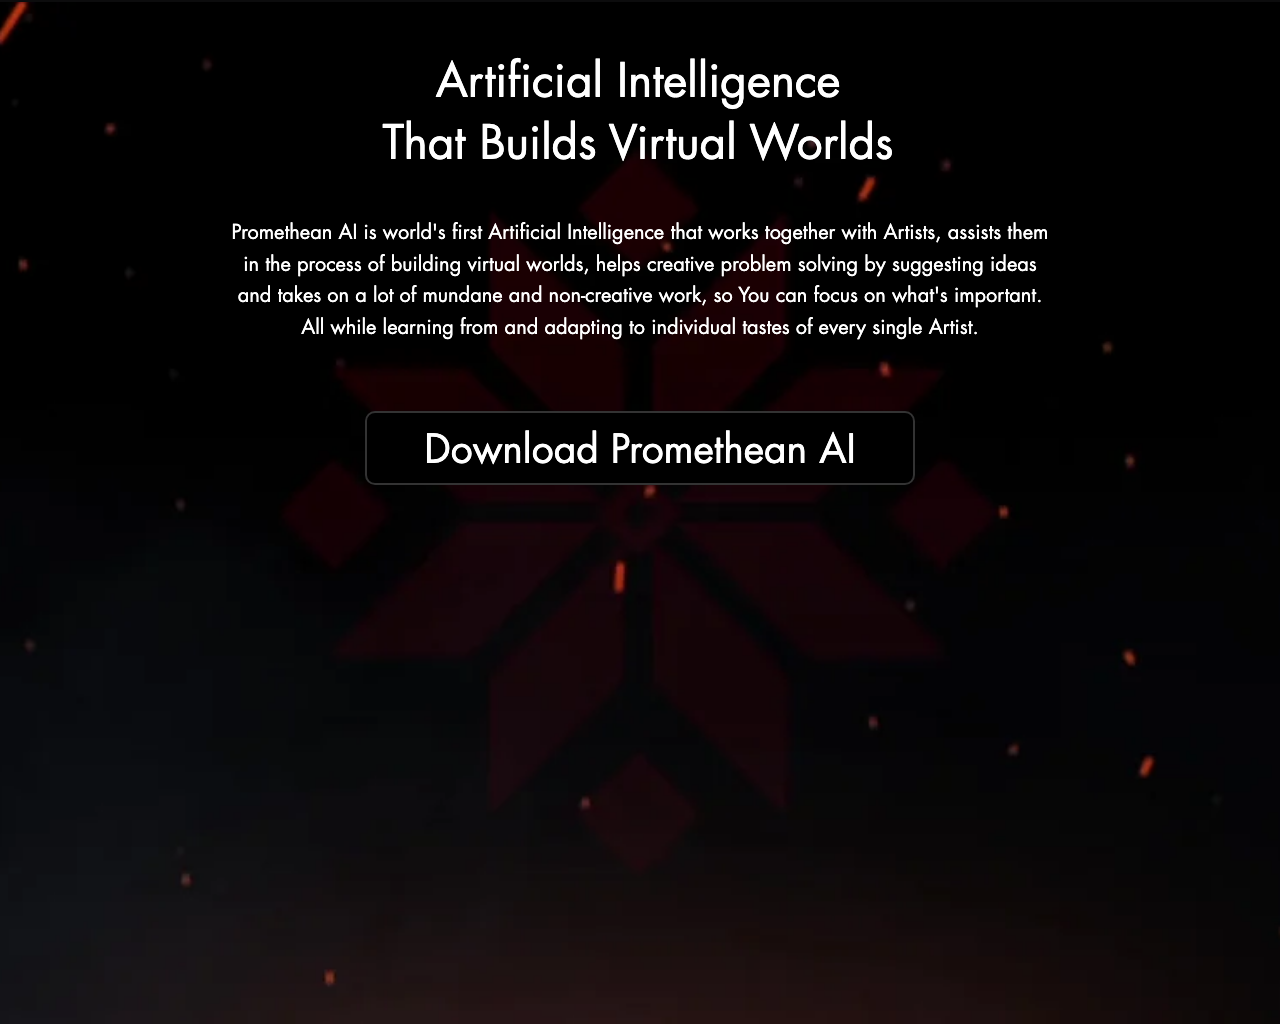 Artificial Intelligence
That Builds Virtual Worlds
Promethean AI is world's first Artificial Intelligence that works together with Artists, assists them
in the process of building virtual worlds, helps creative problem solving by suggesting ideas
and takes on a lot of mundane and non-creative work, so You can focus on what's important.
All while learning from and adapting to individual tastes of every single Artist.
Download Promethean AI